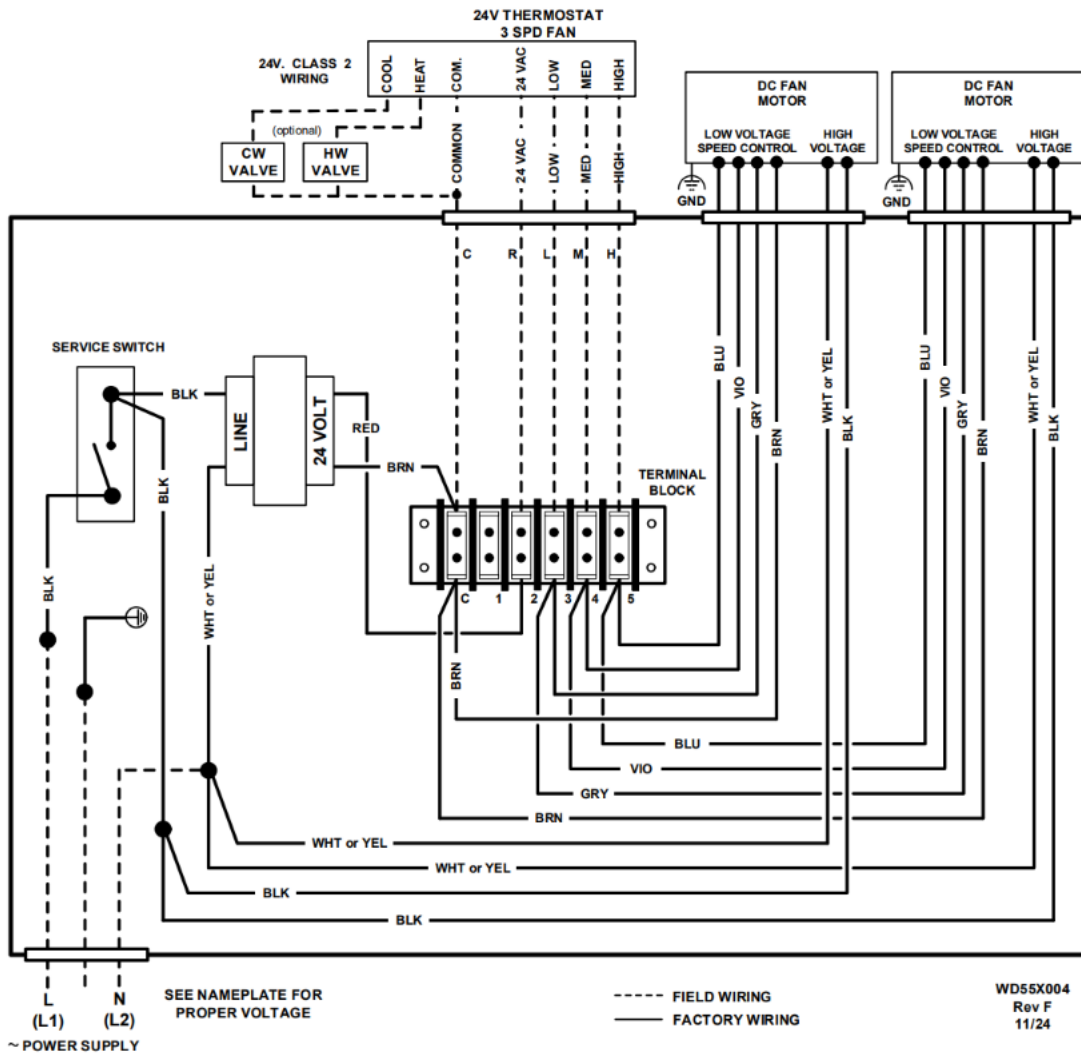 24V THERMOSTAT
3 SPD FAN
24V. CLASS 2
WIRING
COOL
HEAT
COM.
24 VAC
LOW
MED
HIGH
(optional)
CW
VALVE
HW
VALVE
COMMON
24 VAC
LOW
MED
HIGH
DC FAN
MOTOR
LOW VOLTAGE
SPEED CONTROL
HIGH
VOLTAGE
GND
DC FAN
MOTOR
LOW VOLTAGE
SPEED CONTROL
HIGH
VOLTAGE
GND
C
R
L
M
H
SERVICE SWITCH
BLK
LINE
24 VOLT
RED
BRN
BLK
BLK
WHT or YEL
TERMINAL
BLOCK
C
1
2
3
4
5
BRN
BLU
VIO
GRY
BRN
WHT or YEL
BLK
BLU
VIO
GRY
BRN
WHT or YEL
BLK
BLU
VIO
GRY
BRN
WHT or YEL
WHT or YEL
BLK
BLK
L
(L1)
N
(L2)
~ POWER SUPPLY
SEE NAMEPLATE FOR
PROPER VOLTAGE
FIELD WIRING
FACTORY WIRING
WD55X004
Rev F
11/24